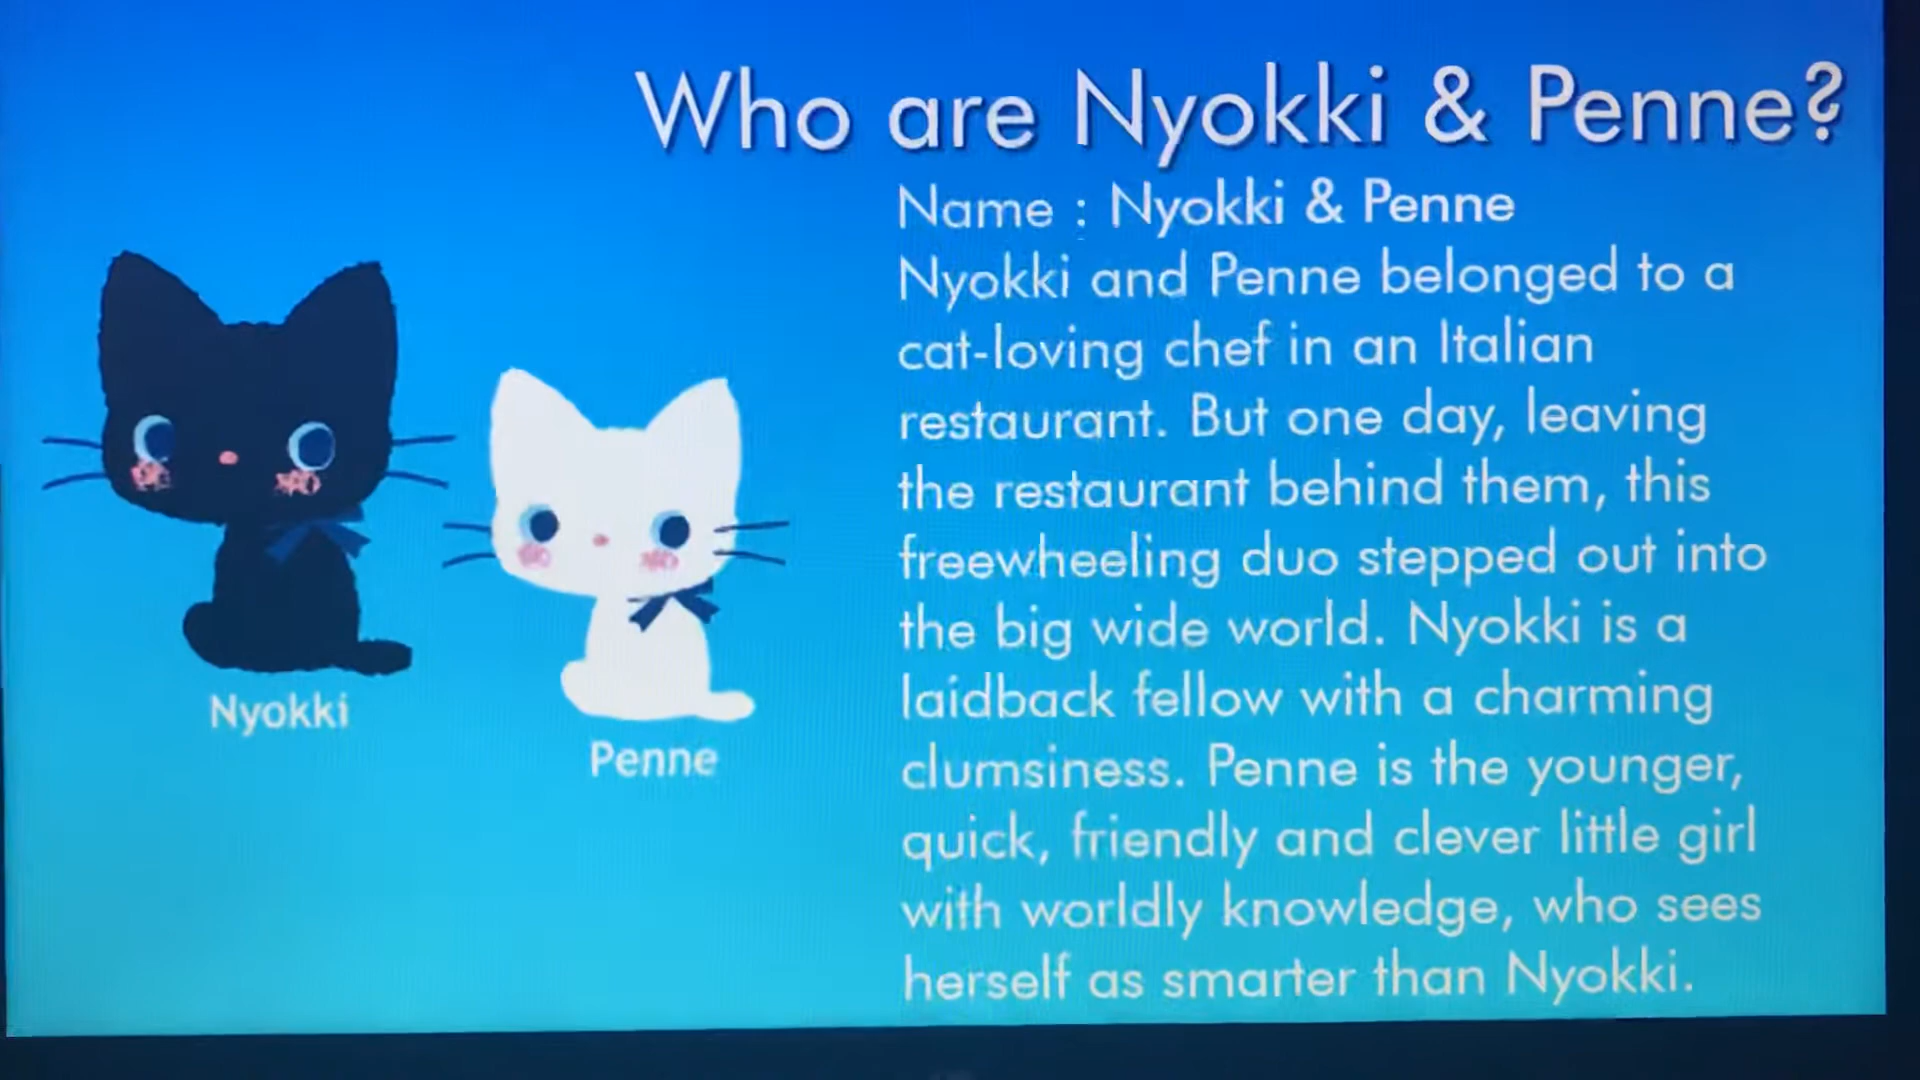 Who are Nyokki & Penne?
Name : Nyokki & Penne
Nyokki and Penne belonged to a
cat-loving chef in an Italian
restaurant. But one day, leaving
the restaurant behind them, this
freewheeling duo stepped out into
the big wide world. Nyokki is a
laidback fellow with a charming
clumsiness. Penne is the younger,
quick, friendly and clever little girl
with worldly knowledge, who sees
herself as smarter than Nyokki.
Nyokki
Penne